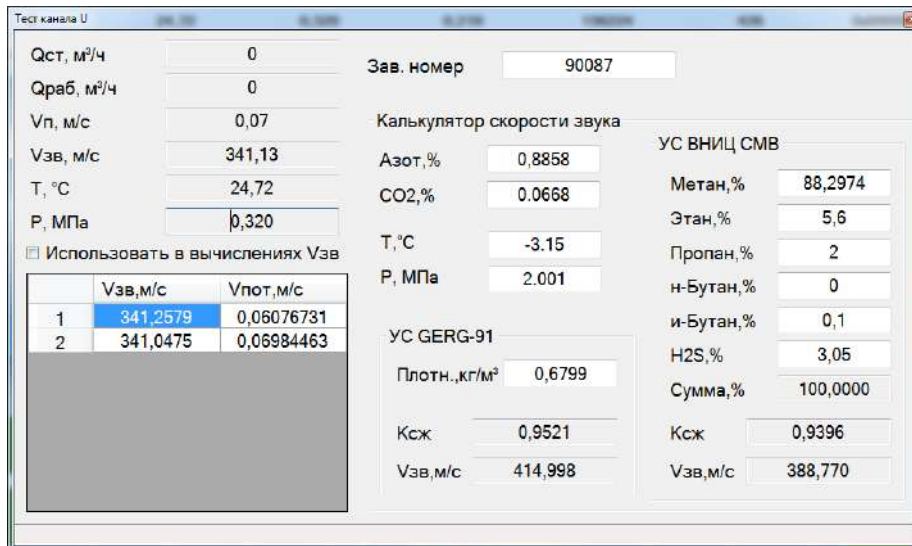 Тест канала U
Qст, м³/ч 0
Qраб, м³/ч 0
Vп, м/с 0,07
Vзв, м/с 341,13
T, °C 24,72
P, МПа 0,320
Использовать в вычислениях Vзв
Vзв,м/с Vпот,м/с
1 341,2579 0,06076731
2 341,0475 0,06984463
Зав. номер 90087
Калькулятор скорости звука
Азот,% 0,8858
CO2,% 0.0668
T,°C -3.15
P, МПа 2.001
УС GERG-91
Плотн.,кг/м³ 0,6799
Ксж 0,9521
Vзв,м/с 414,998
УС ВНИЦ СМВ
Метан,% 88,2974
Этан,% 5,6
Пропан,% 2
н-Бутан,% 0
и-Бутан,% 0,1
H2S,% 3,05
Сумма,% 100,0000
Ксж 0,9396
Vзв,м/с 388,770